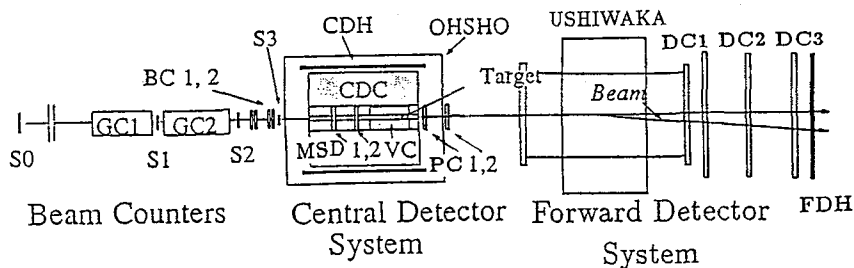 USHIWAKA
CDH
OHSHO
S3
DC1
DC2
DC3
BC 1, 2
CDC
Target
Beam
GC1
GC2
S0
S1
S2
MSD 1,2
VC
PC 1,2
FDH
Beam Counters
Central Detector
System
Forward Detector
System